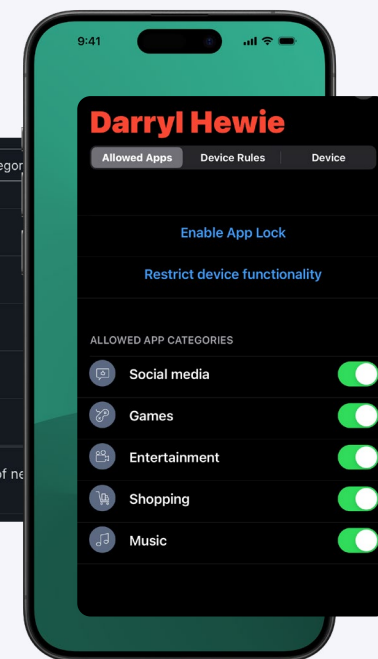 9:41
Darryl Hewie
Allowed Apps Device Rules Device
Enable App Lock
Restrict device functionality
ALLOWED APP CATEGORIES
Social media
Games
Entertainment
Shopping
Music